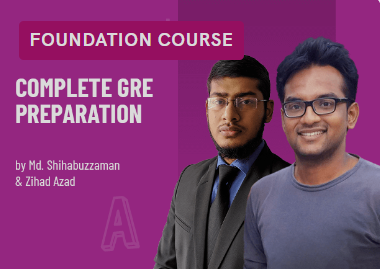 FOUNDATION COURSE
COMPLETE GRE
PREPARATION
by Md. Shihabuzzaman
& Zihad Azad
A